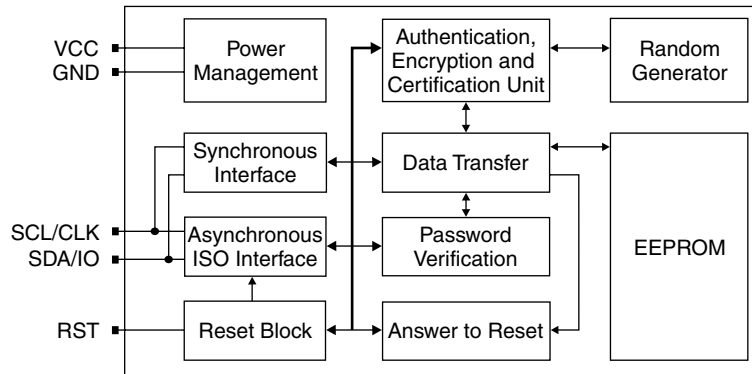 VCC
GND
Power
Management
Authentication,
Encryption and
Certification Unit
Random
Generator
Synchronous
Interface
Data Transfer
EEPROM
SCL/CLK
SDA/IO
Asynchronous
ISO Interface
Password
Verification
RST
Reset Block
Answer to Reset